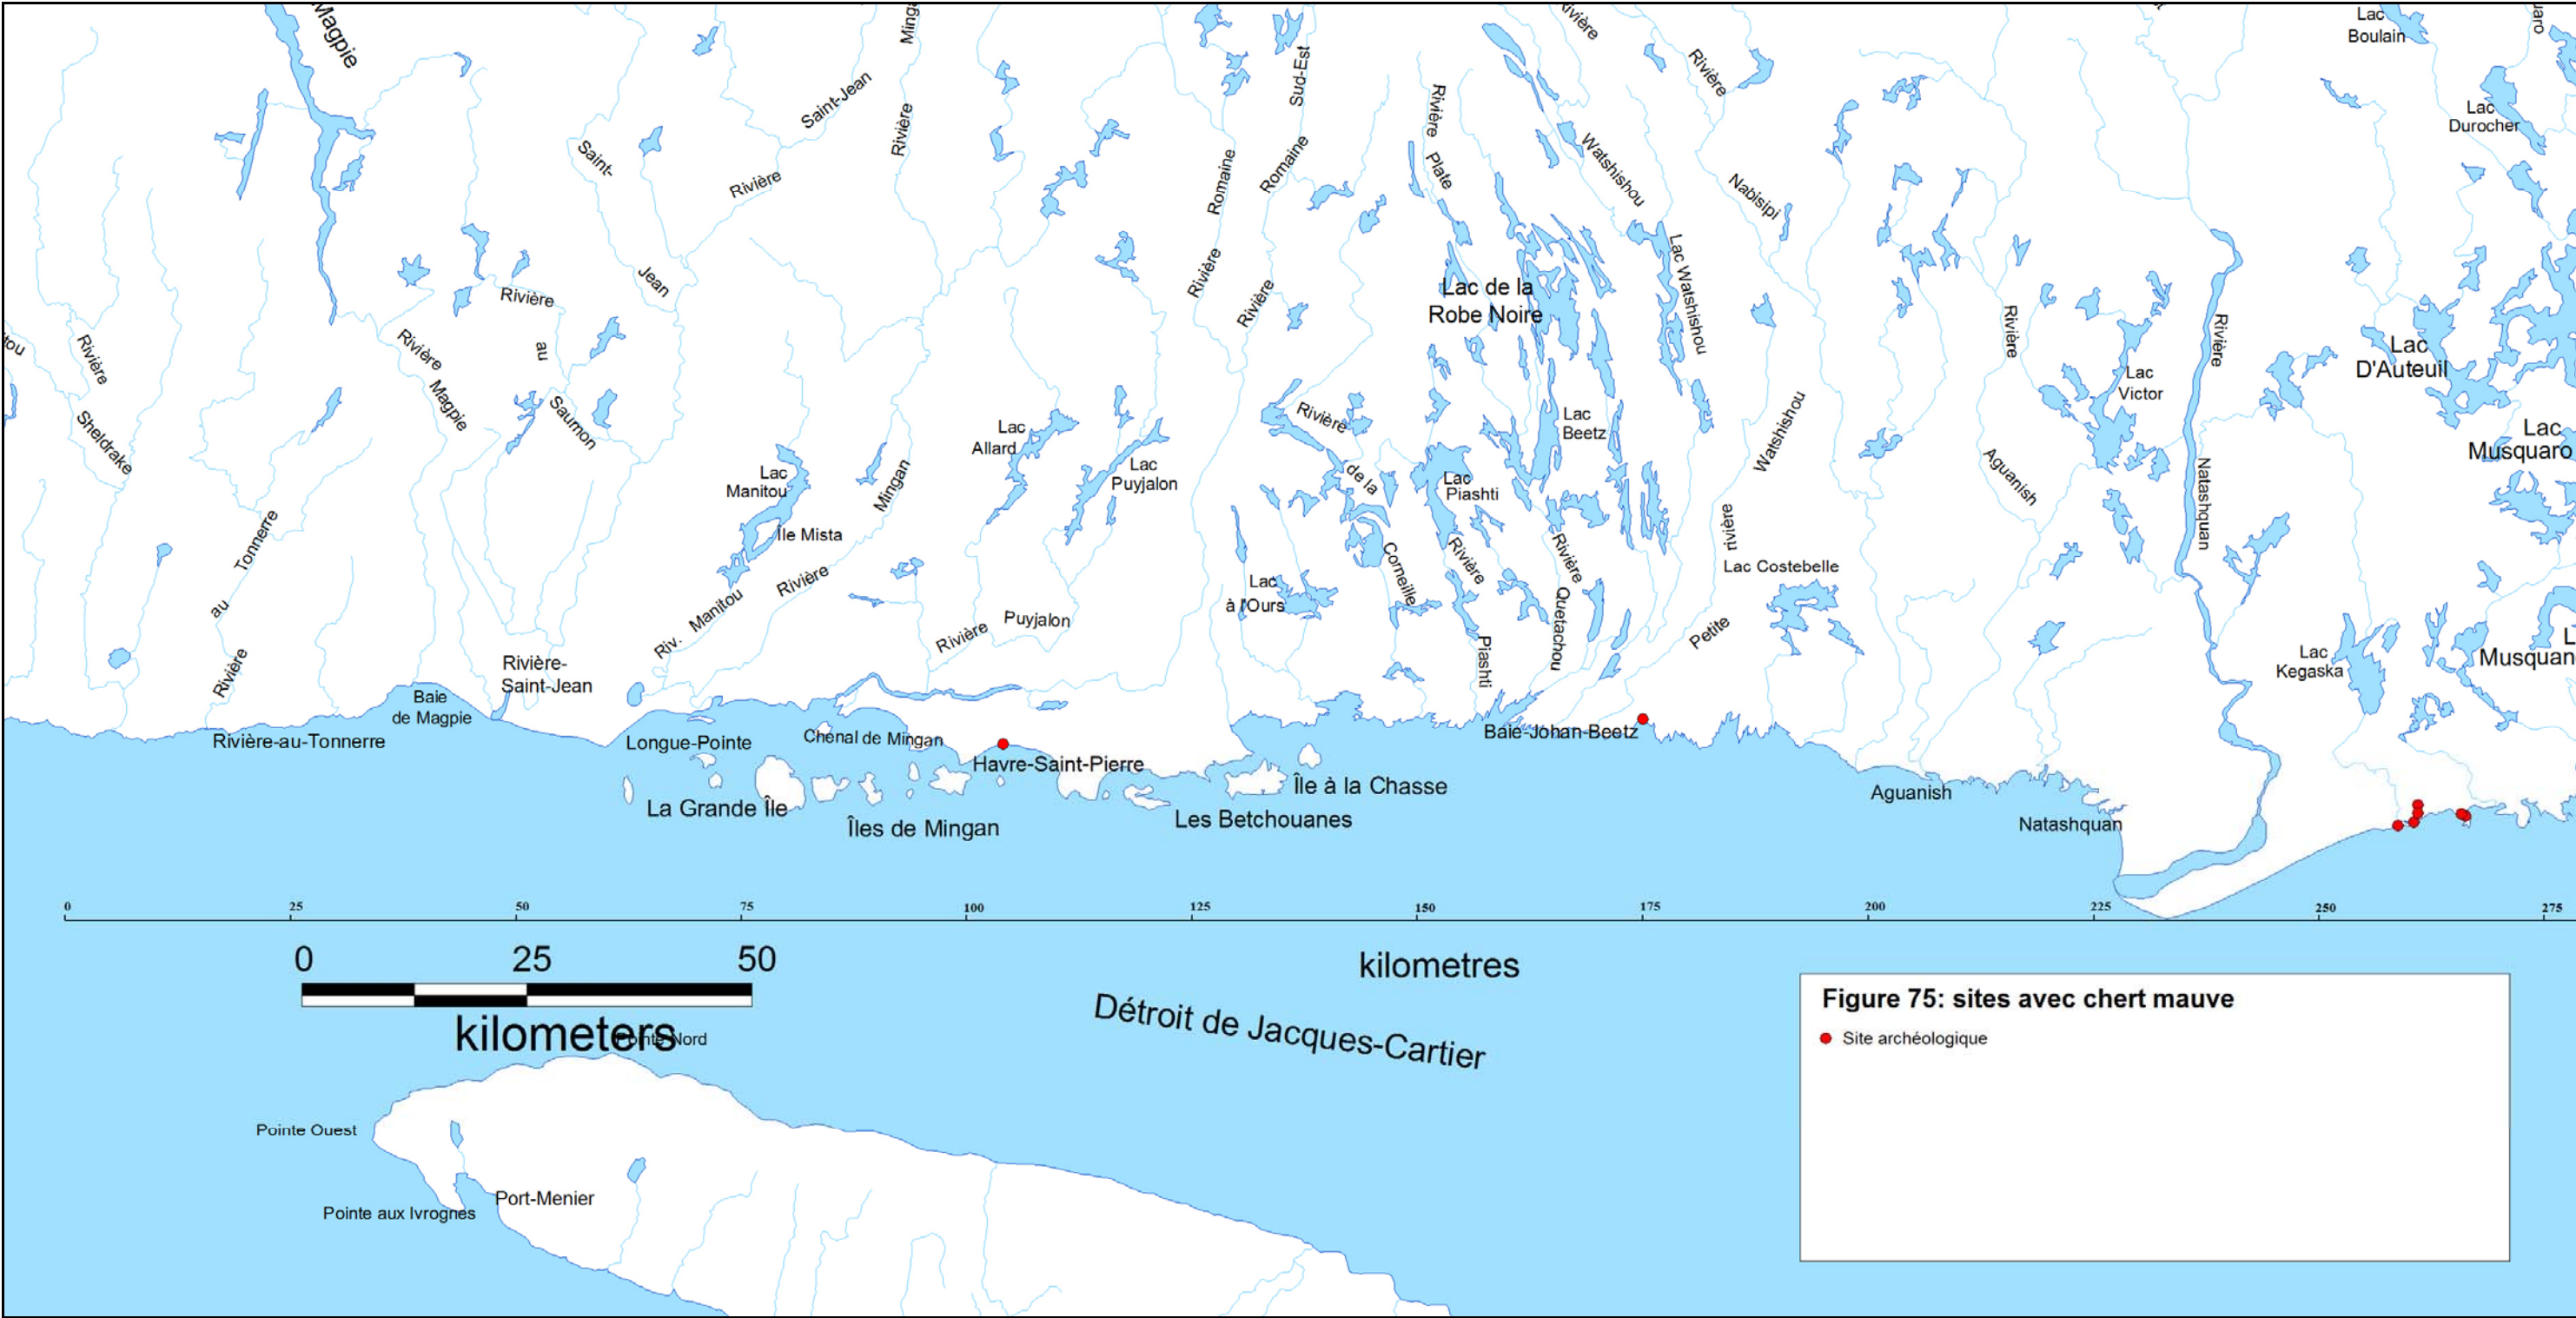 Magpie
Minga
Rivière
Sud-Est
Rivière
Rivière
Lac
Boulain
Lac
Durocher
Saint-Jean
Rivière
Rivière
Saint-
Jean
Romaine
Rivière
Romaine
Rivière
Rivière
Plate
Watshishou
Nabisipi
Lac Watshishou
Lac de la
Robe Noire
Rivière
Sheldrake
Rivière
Magpie
Rivière
au
Saumon
Rivière
Aguanish
Lac
Victor
Rivière
Natashquan
Lac
D'Auteuil
Lac
Musquaro
Lac
Manitou
Île Mista
Mingan
Rivière
Riv. Manitou
Lac
Allard
Lac
Puyjalon
Rivière Puyjalon
Rivière
de la
Corneille
Lac
à l'Ours
Lac
Piashti
Rivière
Piashti
Lac
Beetz
Rivière
Quetachou
Watshishou
rivière
Petite
Lac Costebelle
Tonnerre
au
Rivière
Lac
Kegaska
L
Musquan
Rivière-
Saint-Jean
Baie
de Magpie
Rivière-au-Tonnerre
Longue-Pointe
Chenal de Mingan
Havre-Saint-Pierre
Baie-Johan-Beetz
La Grande Île
Îles de Mingan
Les Betchouanes
Île à la Chasse
Aguanish
Natashquan
0 25 50 75 100 125 150 175 200 225 250 275
0 25 50
kilometers
kilometres
Détroit de Jacques-Cartier
Pointe Nord
Pointe Ouest
Pointe aux Ivrognes
Port-Menier
Figure 75: sites avec chert mauve
Site archéologique